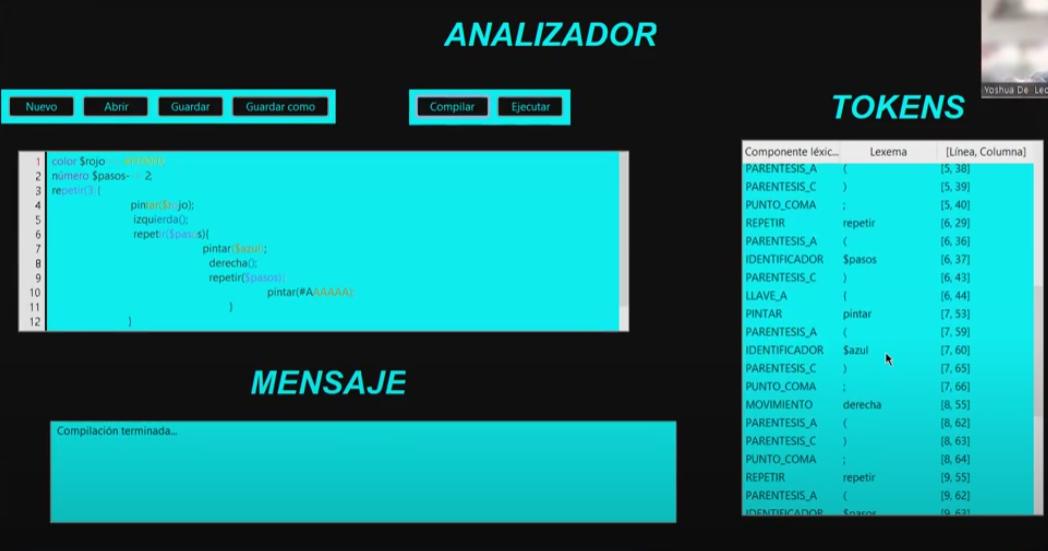 ANALIZADOR
Yoshua De Leo
Nuevo Abrir Guardar Guardar como Compilar Ejecutar
TOKENS
1 color $rojo
2 número $pasos- 2;
3 repetir(3 {
4 pintar($rojo);
5 izquierda();
6 repetir($pasos){
7 pintar($azul);
8 derecha();
9 repetir($pasos)
10 pintar(#AAAAAA);
11 }
12 }
MENSAJE
Compilación terminada...
Componente léxic... Lexema [Línea, Columna]
PARENTESIS_A ( [5, 38]
PARENTESIS_C ) [5, 39]
PUNTO_COMA ; [5, 40]
REPETIR repetir [6, 29]
PARENTESIS_A ( [6, 36]
IDENTIFICADOR $pasos [6, 37]
PARENTESIS_C ) [6, 43]
LLAVE_A { [6, 44]
PINTAR pintar [7, 53]
PARENTESIS_A ( [7, 59]
IDENTIFICADOR $azul [7, 60]
PARENTESIS_C ) [7, 65]
PUNTO_COMA ; [7, 66]
MOVIMIENTO derecha [8, 55]
PARENTESIS_A ( [8, 62]
PARENTESIS_C ) [8, 63]
PUNTO_COMA ; [8, 64]
REPETIR repetir [9, 55]
PARENTESIS_A ( [9, 62]
IDENTIFICADOR $pasos [9, 63]